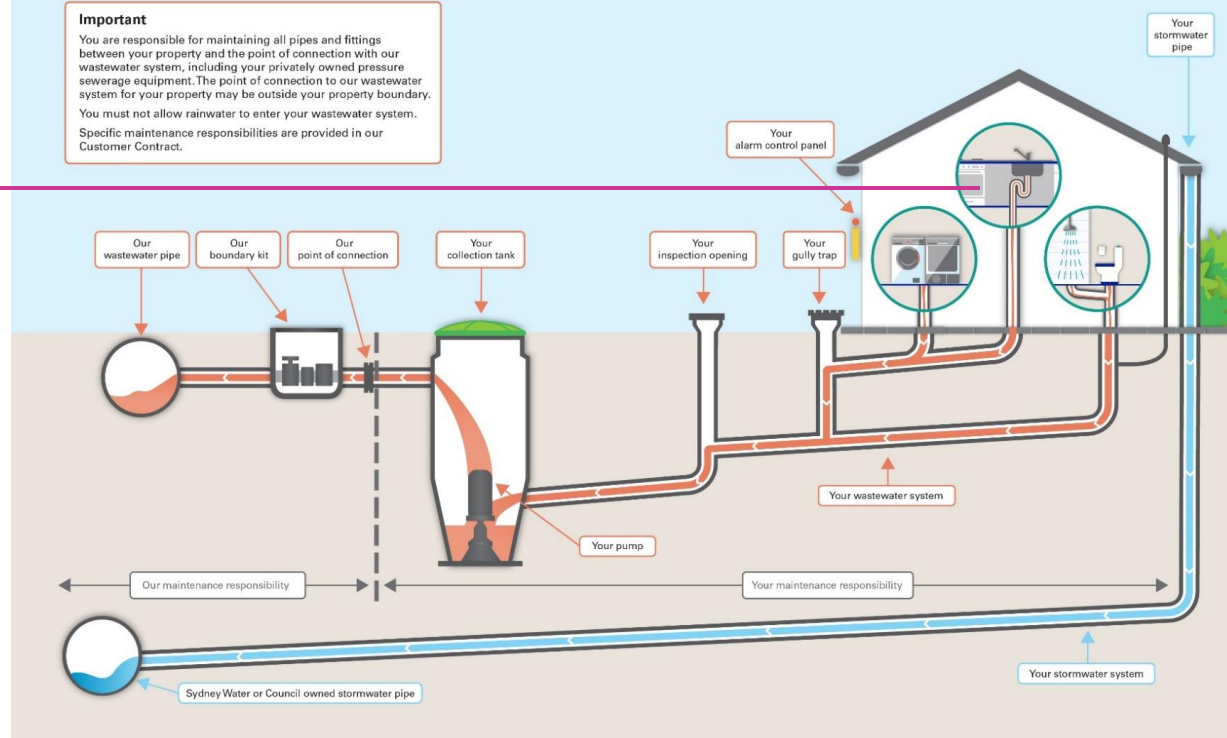 Important
You are responsible for maintaining all pipes and fittings
between your property and the point of connection with our
wastewater system, including your privately owned pressure
sewerage equipment. The point of connection to our wastewater
system for your property may be outside your property boundary.
You must not allow rainwater to enter your wastewater system.
Specific maintenance responsibilities are provided in our
Customer Contract.
Your
stormwater
pipe
Your
alarm control panel
Our
wastewater pipe
Our
boundary kit
Our
point of connection
Your
collection tank
Your
inspection opening
Your
gully trap
Your wastewater system
Your pump
Our maintenance responsibility
Your maintenance responsibility
Your stormwater system
Sydney Water or Council owned stormwater pipe